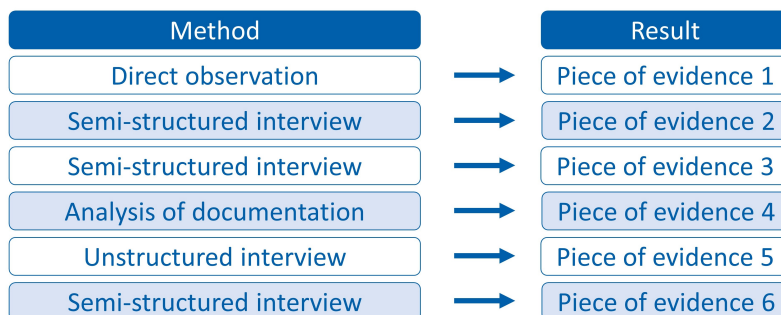 Method Result
Direct observation Piece of evidence 1
Semi-structured interview Piece of evidence 2
Semi-structured interview Piece of evidence 3
Analysis of documentation Piece of evidence 4
Unstructured interview Piece of evidence 5
Semi-structured interview Piece of evidence 6